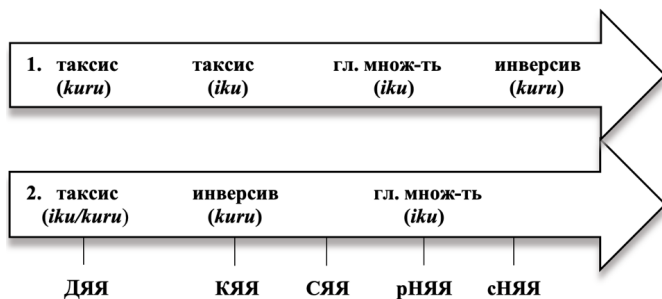 1. таксис таксис гл. множ-ть инверсив
(kuru) (iku) (iku) (kuru)
2. таксис инверсив гл. множ-ть
(iku/kuru) (kuru) (iku)
ДЯЯ КЯЯ СЯЯ рНЯЯ сНЯЯ